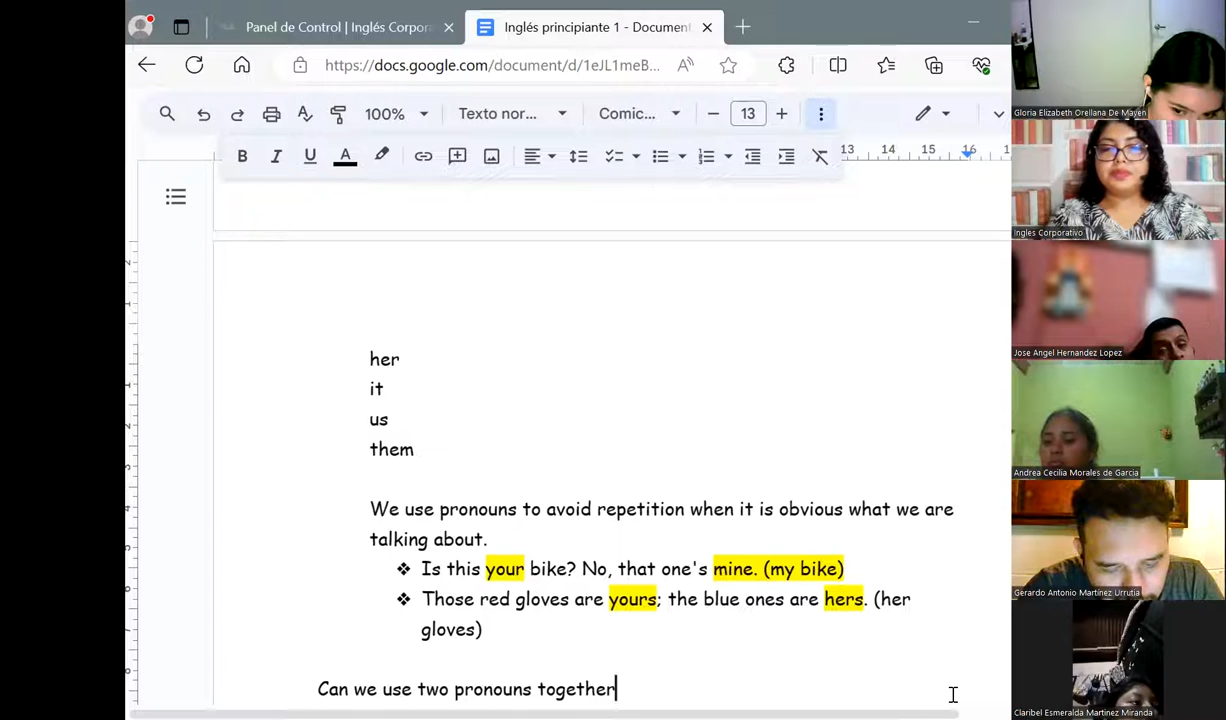 Panel de Control | Inglés Corpor
Inglés principiante 1 - Document
https://docs.google.com/document/d/1eJL1meB...
100%
Texto nor...
Comic...
13
13 14 15 16
her
it
us
them
We use pronouns to avoid repetition when it is obvious what we are
talking about.
❖ Is this your bike? No, that one's mine. (my bike)
❖ Those red gloves are yours; the blue ones are hers. (her
gloves)
Can we use two pronouns together
Gloria Elizabeth Orellana De Mayen
Ingles Corporativo
Jose Angel Hernandez Lopez
Andrea Cecilia Morales de Garcia
Gerardo Antonio Martínez Urrutia
Claribel Esmeralda Martinez Miranda